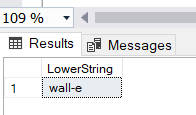 109 %
Results Messages
LowerString
1 wall-e